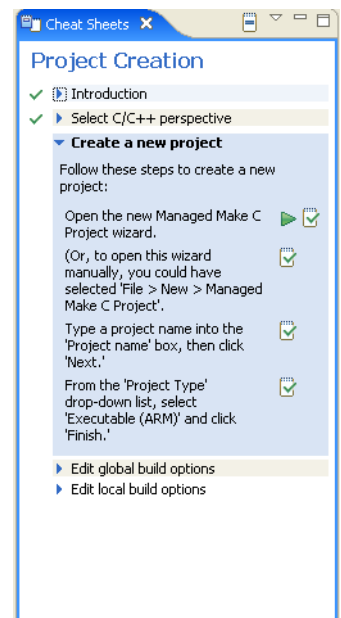 Cheat Sheets
Project Creation
Introduction
Select C/C++ perspective
Create a new project
Follow these steps to create a new
project:
Open the new Managed Make C
Project wizard.
(Or, to open this wizard
manually, you could have
selected 'File > New > Managed
Make C Project'.
Type a project name into the
'Project name' box, then click
'Next.'
From the 'Project Type'
drop-down list, select
'Executable (ARM)' and click
'Finish.'
Edit global build options
Edit local build options